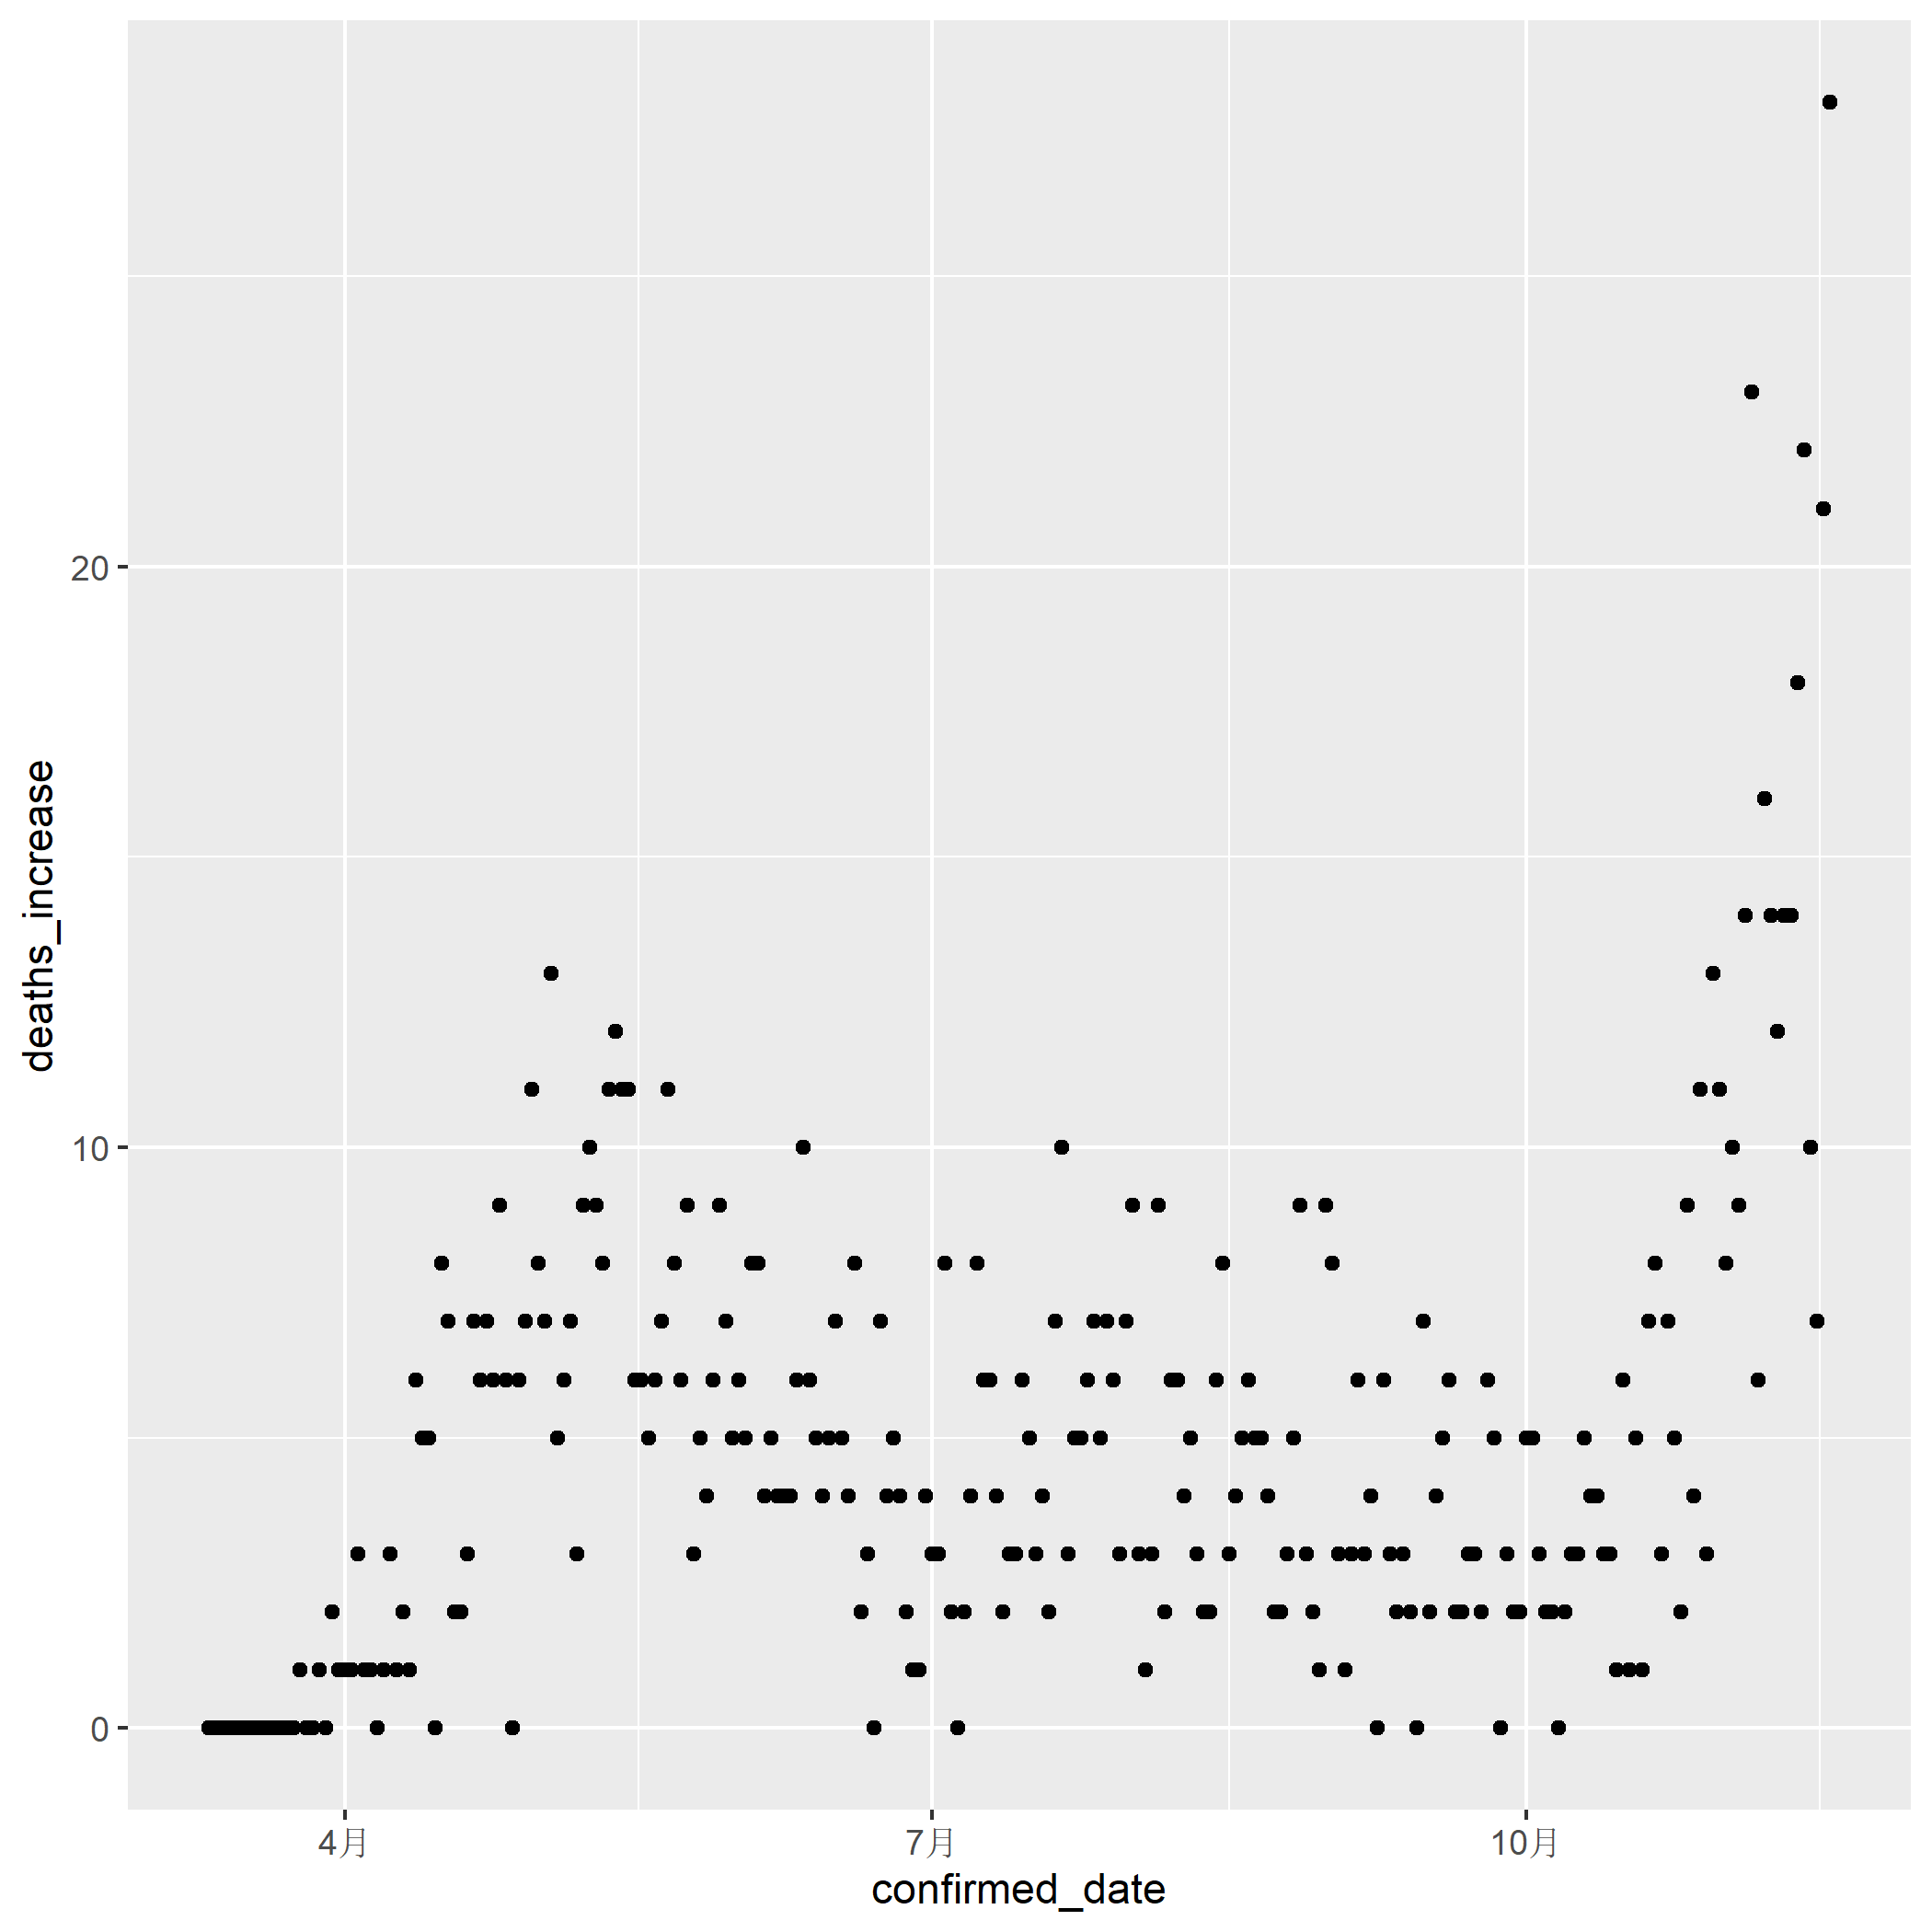 deaths_increase
20
10
0
4月
7月
10月
confirmed_date